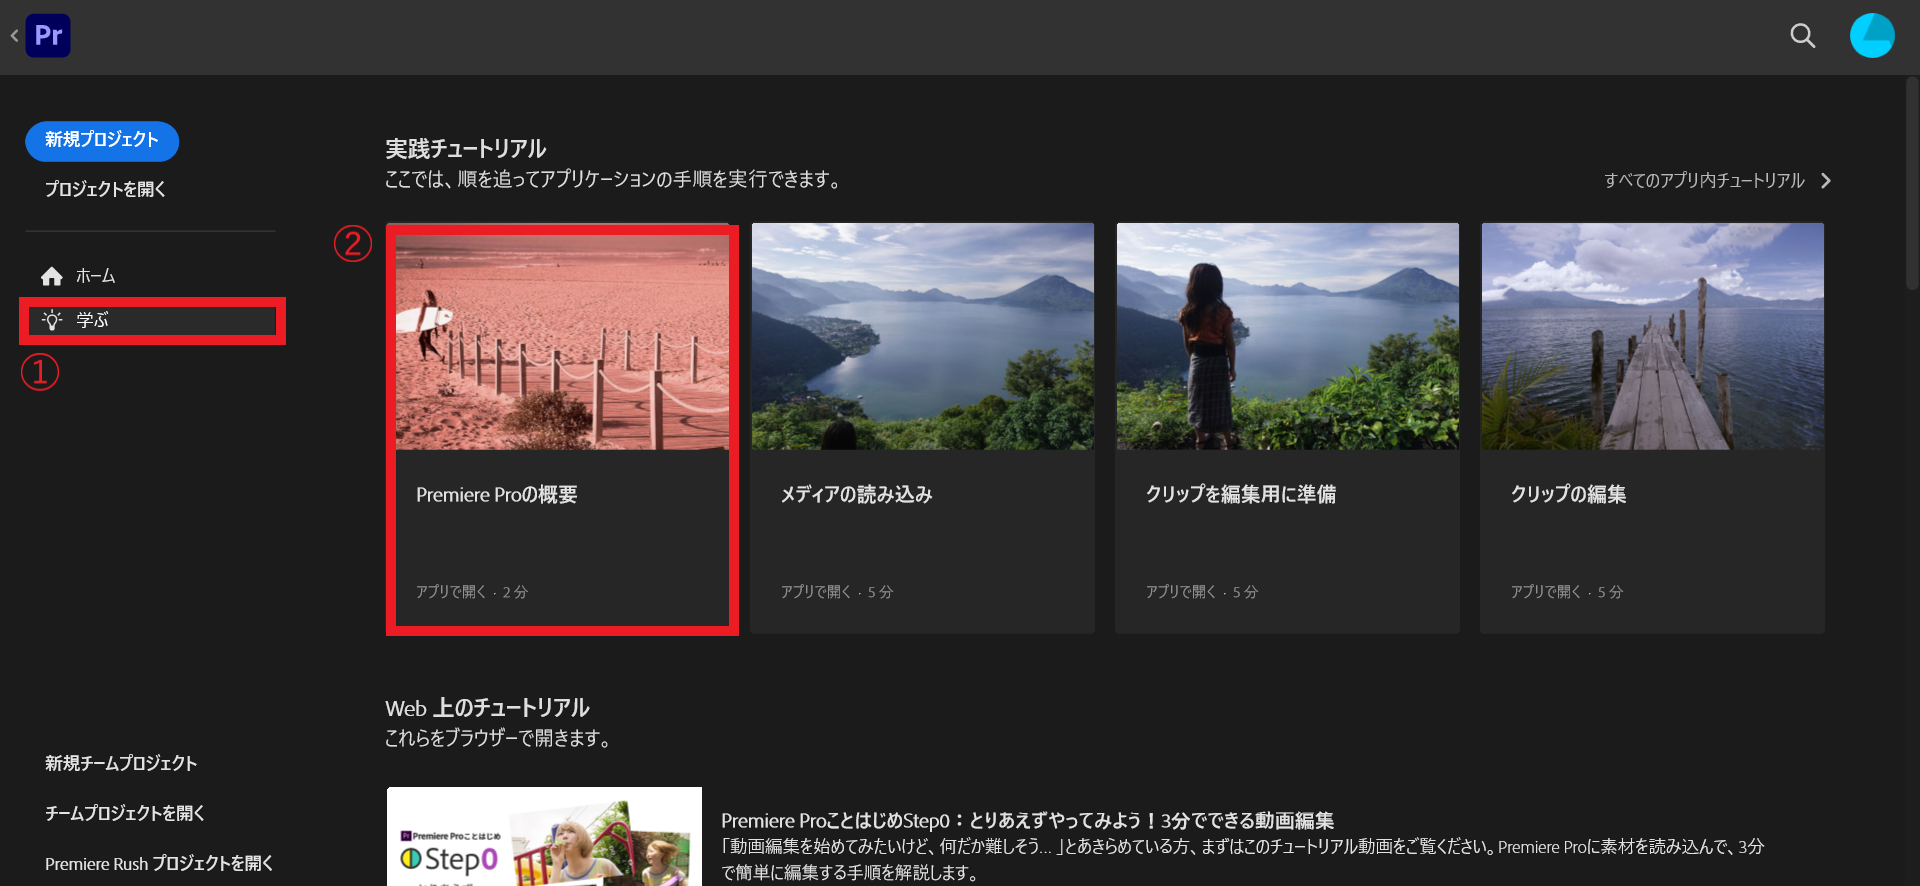 Pr
新規プロジェクト
プロジェクトを開く
ホーム
学ぶ
①
実践チュートリアル
ここでは、順を追ってアプリケーションの手順を実行できます。
すべてのアプリ内チュートリアル
②
Premiere Proの概要
アプリで開く · 2 分
メディアの読み込み
アプリで開く · 5 分
クリップを編集用に準備
アプリで開く · 5 分
クリップの編集
アプリで開く · 5 分
Web 上のチュートリアル
これらをブラウザーで開きます。
Pr Premiere Proことはじめ
Step0
Premiere ProことはじめStep0：とりあえずやってみよう！3分でできる動画編集
「動画編集を始めてみたいけど、何だか難しそう... 」とあきらめている方、まずはこのチュートリアル動画をご覧ください。Premiere Proに素材を読み込んで、3分
で簡単に編集する手順を解説します。
新規チームプロジェクト
チームプロジェクトを開く
Premiere Rush プロジェクトを開く